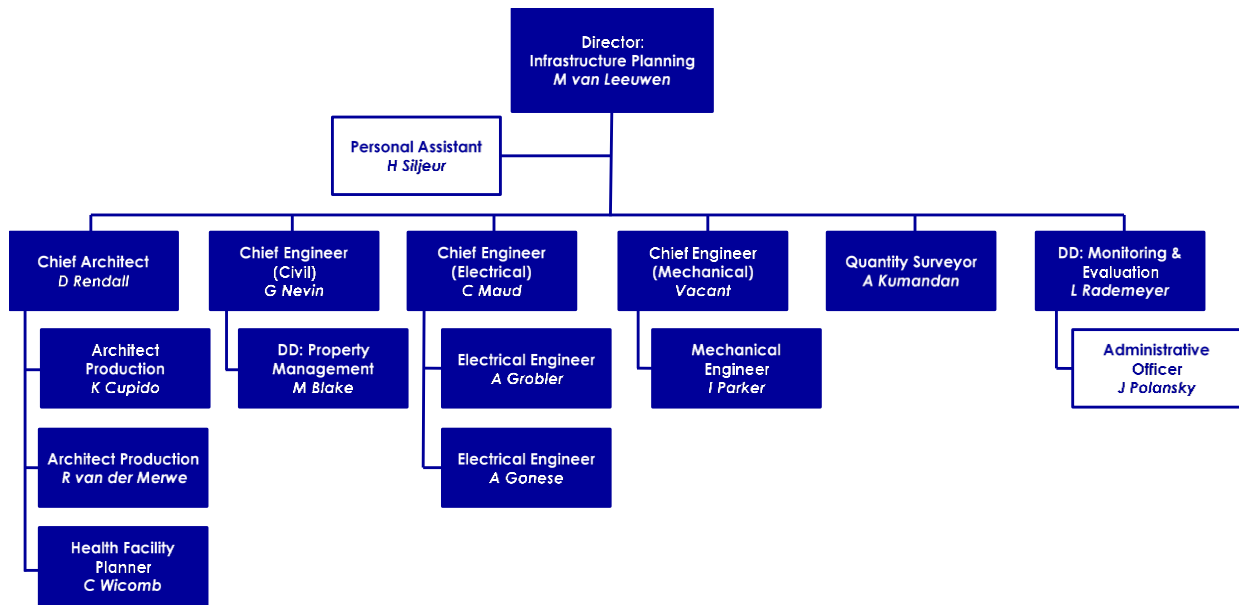 Director:
Infrastructure Planning
M van Leeuwen
Personal Assistant
H Siljeur
Chief Architect
D Rendall
Chief Engineer
(Civil)
G Nevin
Chief Engineer
(Electrical)
C Maud
Chief Engineer
(Mechanical)
Vacant
Quantity Surveyor
A Kumandan
DD: Monitoring &
Evaluation
L Rademeyer
Architect
Production
K Cupido
DD: Property
Management
M Blake
Electrical Engineer
A Grobler
Mechanical
Engineer
I Parker
Administrative
Officer
J Polansky
Architect Production
R van der Merwe
Electrical Engineer
A Gonese
Health Facility
Planner
C Wicomb